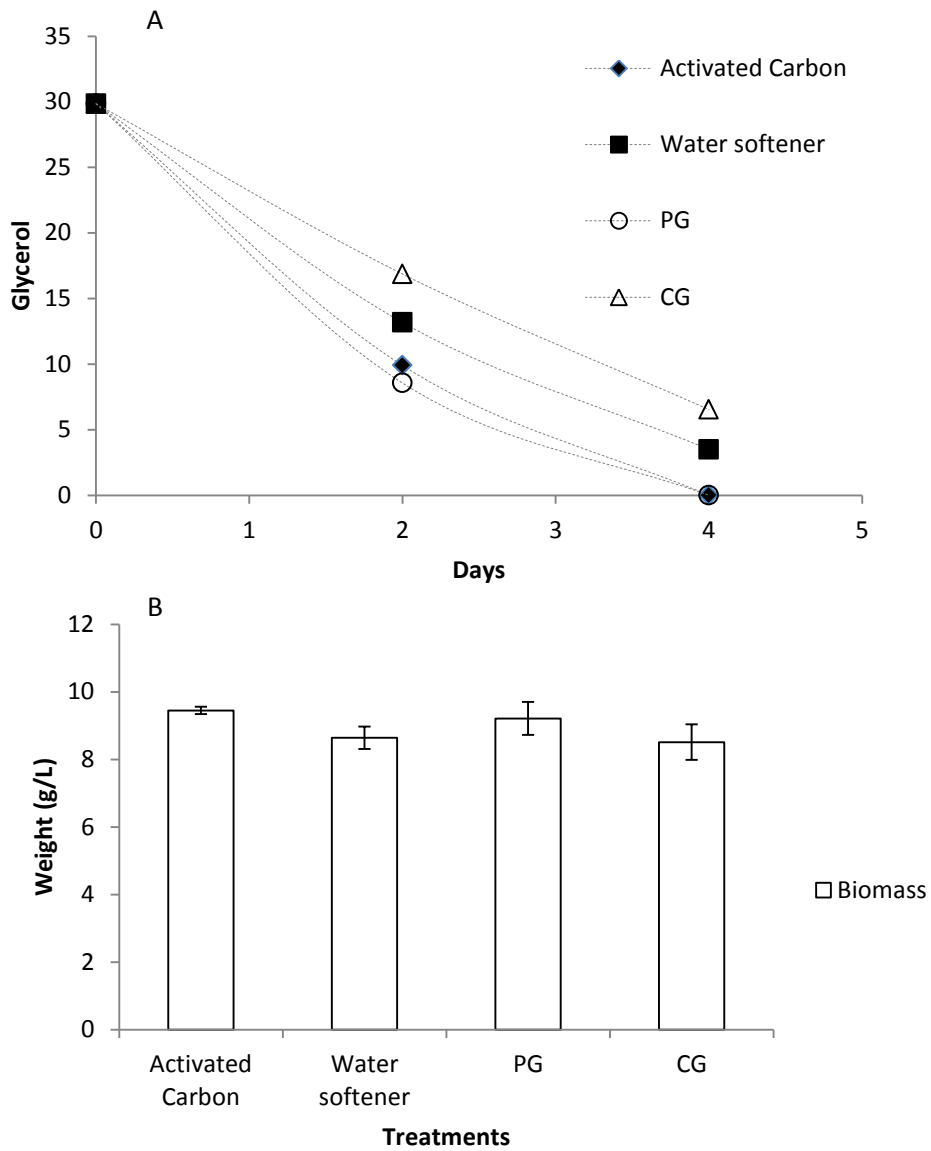 A
35
30
25
20
15
10
5
0
Glycerol
0 1 2 3 4 5
Days
Activated Carbon
Water softener
PG
CG
B
12
10
8
6
4
2
0
Weight (g/L)
Activated
Carbon
Water
softener
PG
CG
Treatments
Biomass